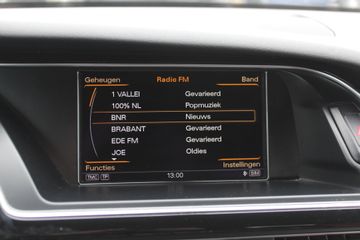 Geheugen Radio FM Band
1 VALLEI Gevarieerd
100% NL Popmuziek
BNR Nieuws
BRABANT Gevarieerd
EDE FM Gevarieerd
JOE Oldies
Functies Instellingen
TMC TP 13:00 SIM